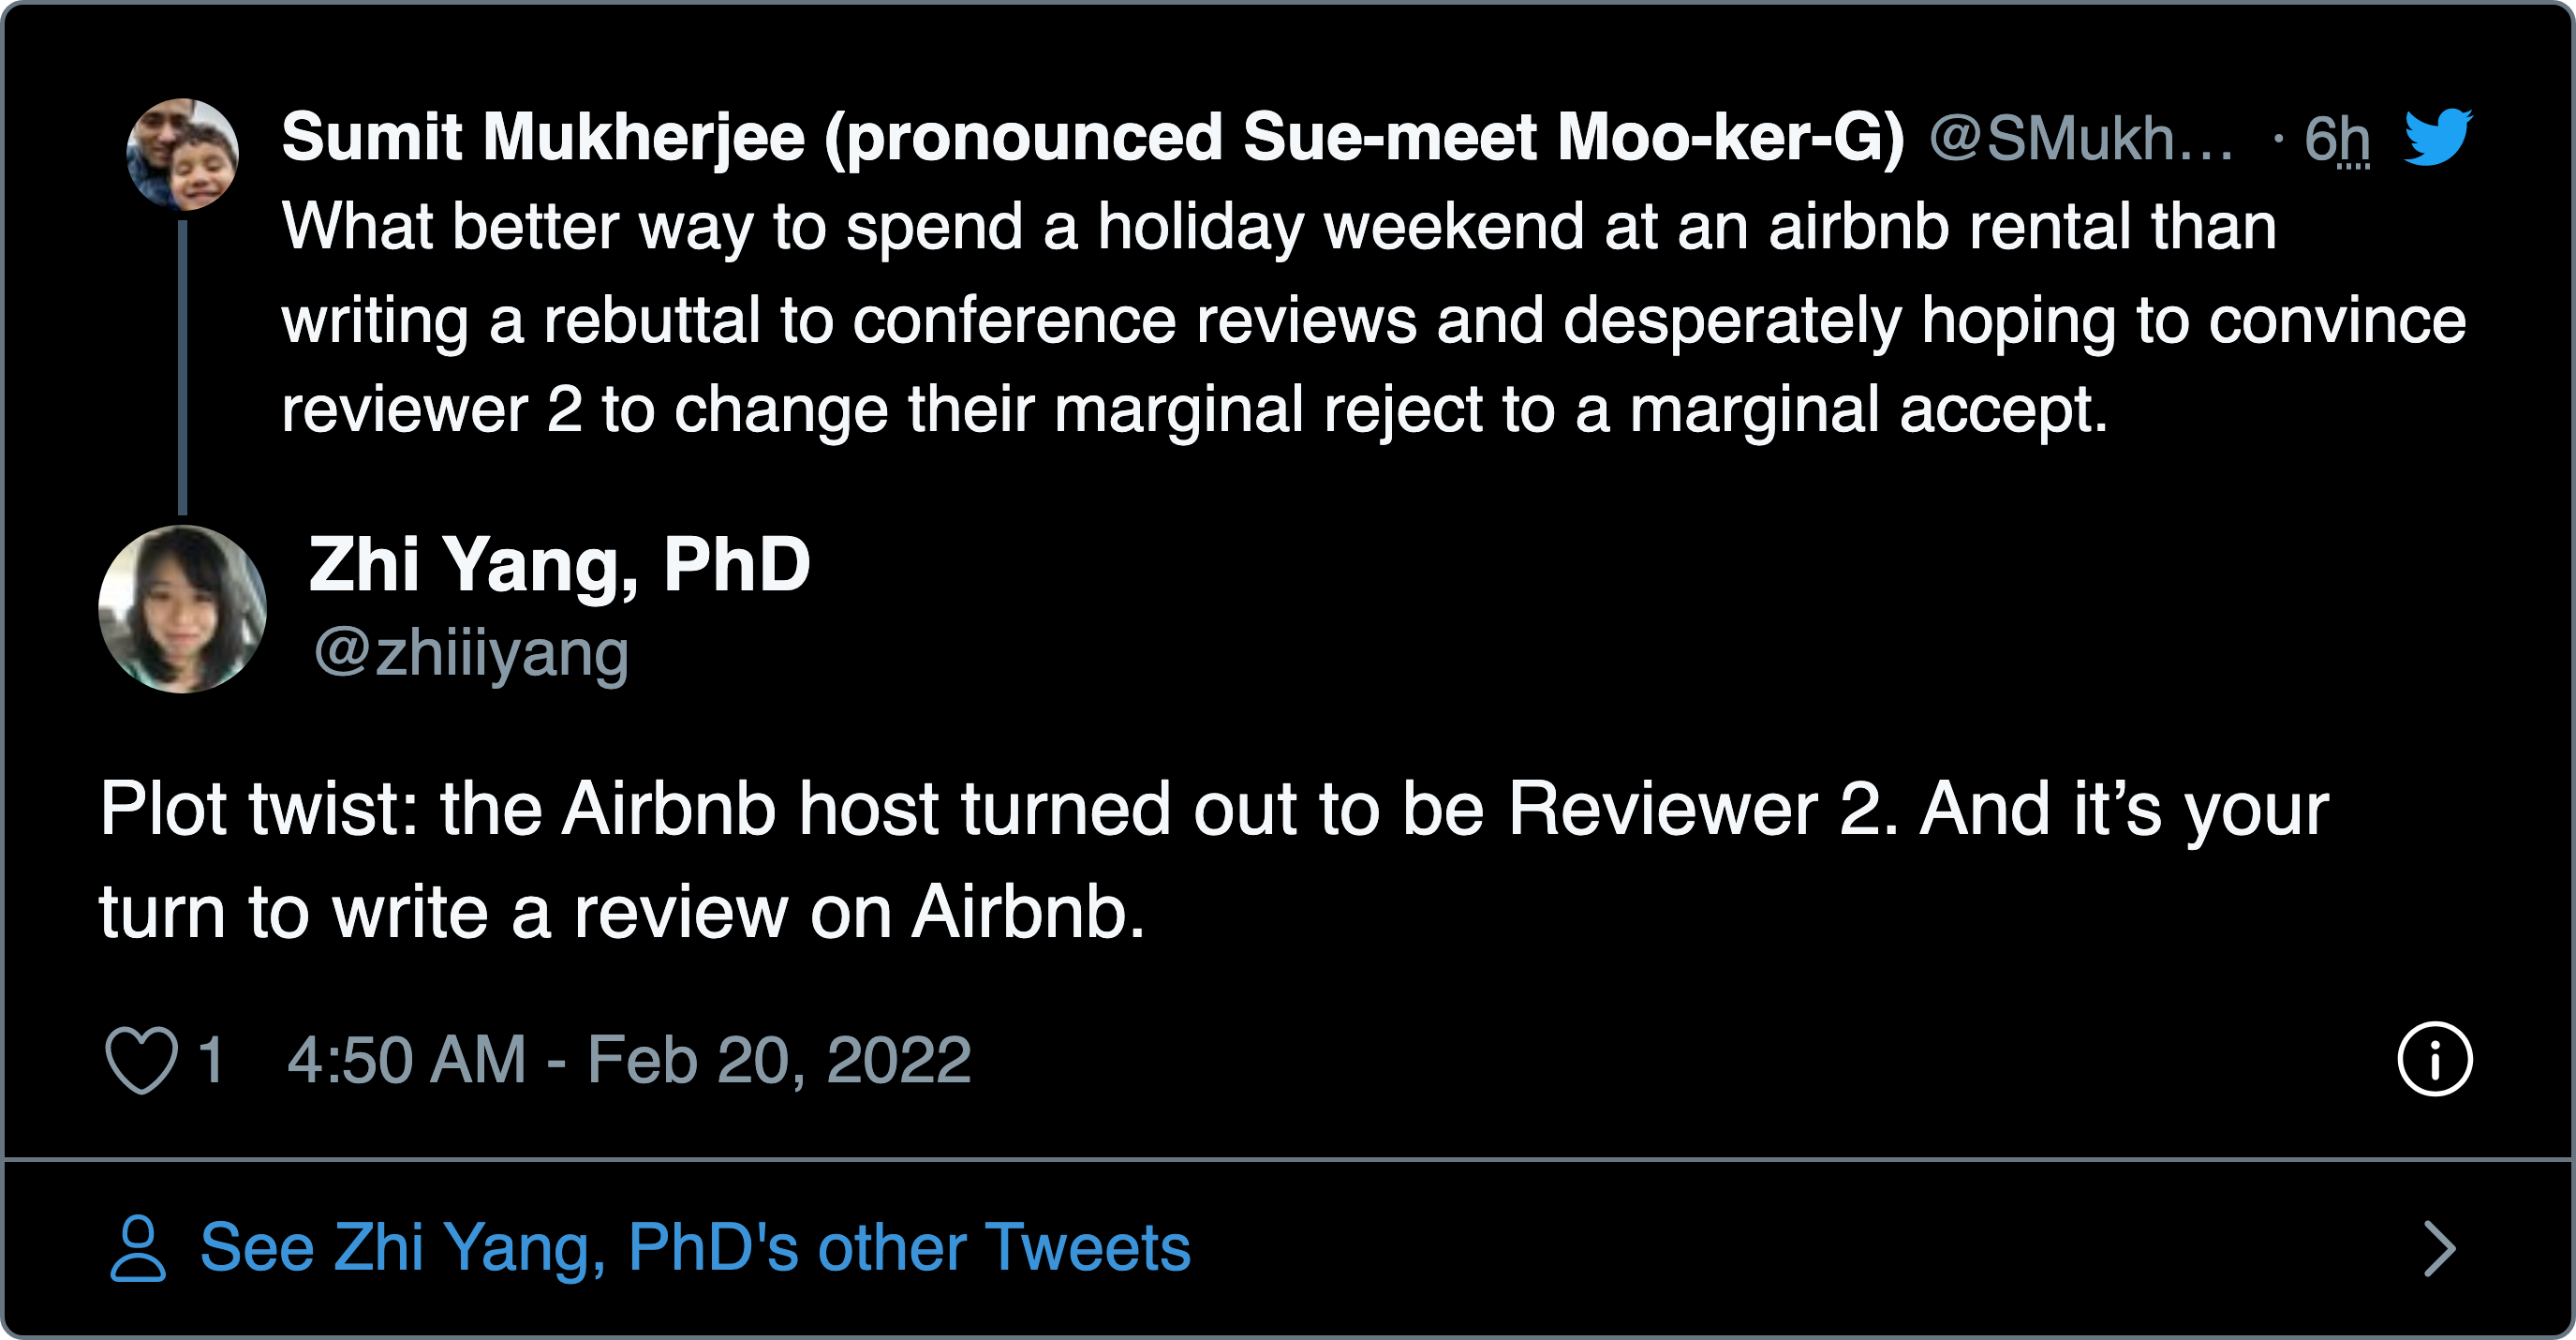 Sumit Mukherjee (pronounced Sue-meet Moo-ker-G) @SMukh... · 6h
What better way to spend a holiday weekend at an airbnb rental than
writing a rebuttal to conference reviews and desperately hoping to convince
reviewer 2 to change their marginal reject to a marginal accept.
Zhi Yang, PhD
@zhiiiyang
Plot twist: the Airbnb host turned out to be Reviewer 2. And it’s your
turn to write a review on Airbnb.
1 4:50 AM - Feb 20, 2022
See Zhi Yang, PhD's other Tweets